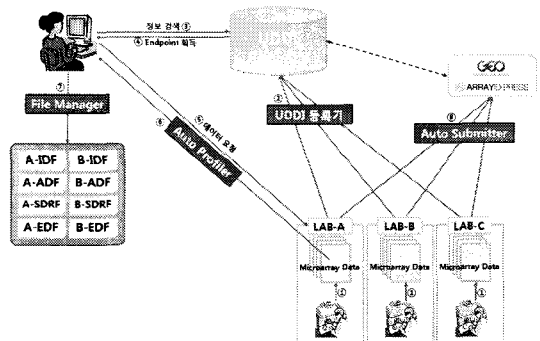 정보 검색 ③
④ Endpoint 획득
GEO
ARRAYEXPRESS
⑦
File Manager
②
UDDI 등록기
⑧
Auto Submitter
⑤ 데이터 요청
⑥
Auto Profiler
A-IDF B-IDF
A-ADF B-ADF
A-SDRF B-SDRF
A-EDF B-EDF
LAB-A LAB-B LAB-C
Microarray Data Microarray Data Microarray Data
① ① ①